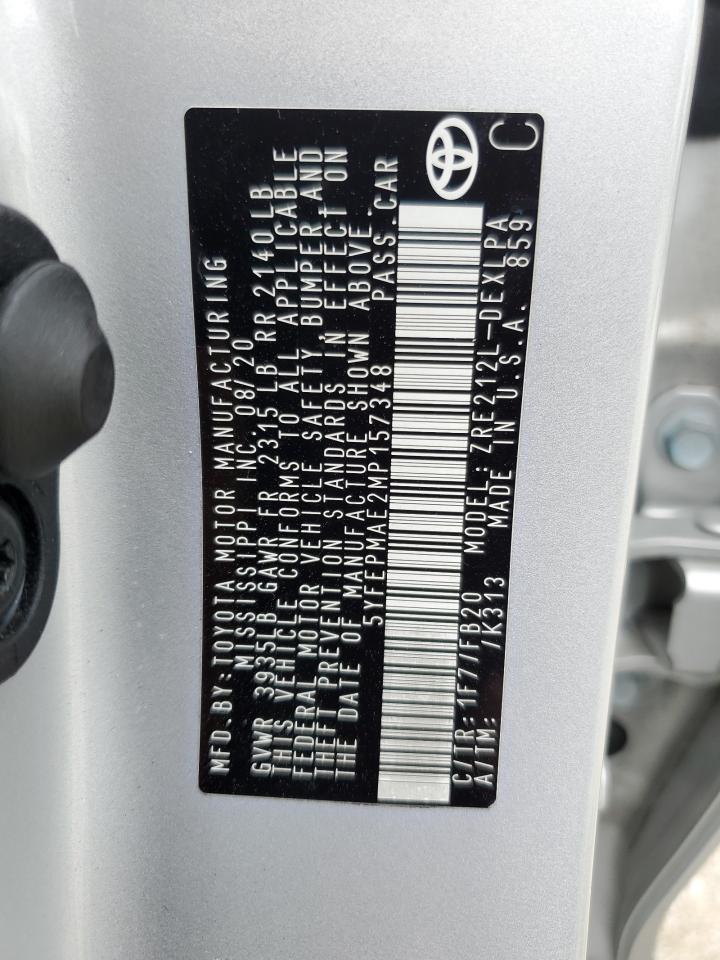 MFD.BY:TOYOTA MOTOR MANUFACTURING
MISSISSIPPI INC. 08/20
GVWR 3935LB GAWR FR 2315 LB RR 2140LB
THIS VEHICLE CONFORMS TO ALL APPLICABLE
FEDERAL MOTOR VEHICLE SAFETY, BUMPER AND
THEFT PREVENTION STANDARDS IN EFFECT ON
THE DATE OF MANUFACTURE SHOWN ABOVE.
5YFEPMAE2MP157348 PASS.CAR
C/TR:1F7/FB20 MODEL:ZRE212L-DEXLPA
A/TM: /K313 MADE IN U.S.A. 859
C